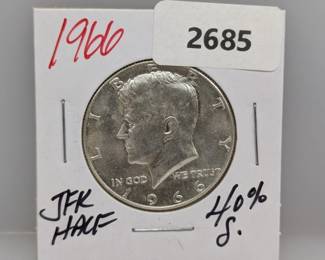 1966
2685
LIBERTY
IN GOD WE TRUST
1966
JFK
HALF
40%
S.